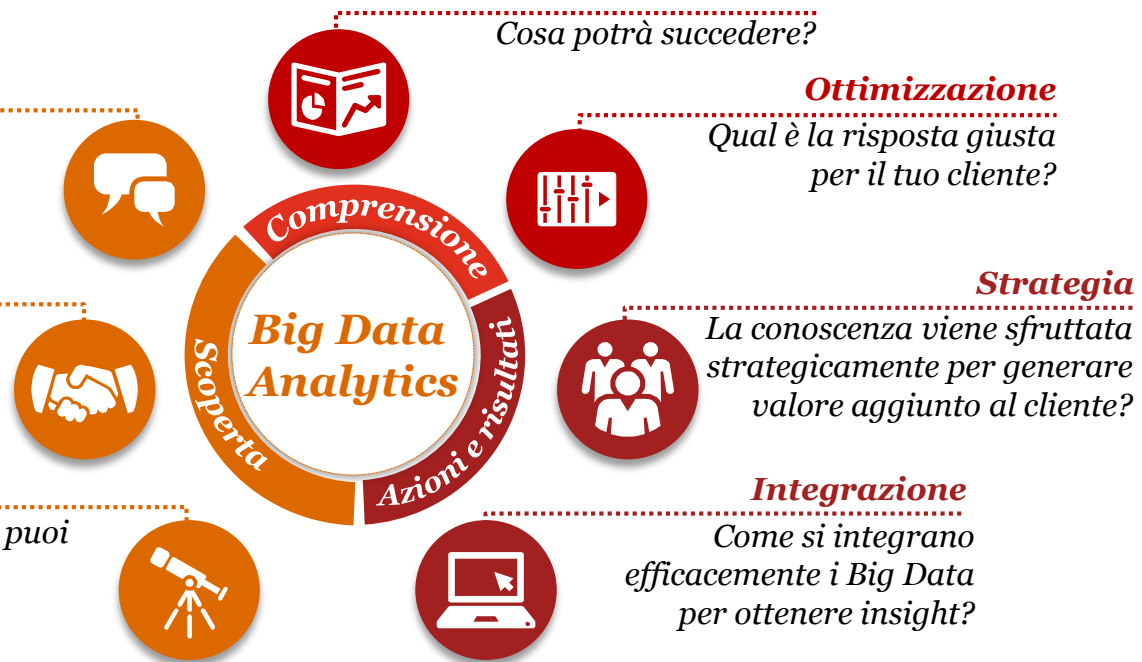 Cosa potrà succedere?
Ottimizzazione
Qual è la risposta giusta
per il tuo cliente?
Comprensione
Strategia
La conoscenza viene sfruttata
strategicamente per generare
valore aggiunto al cliente?
Big Data
Analytics
Scoperta
Azioni e risultati
Integrazione
puoi
Come si integrano
efficacemente i Big Data
per ottenere insight?